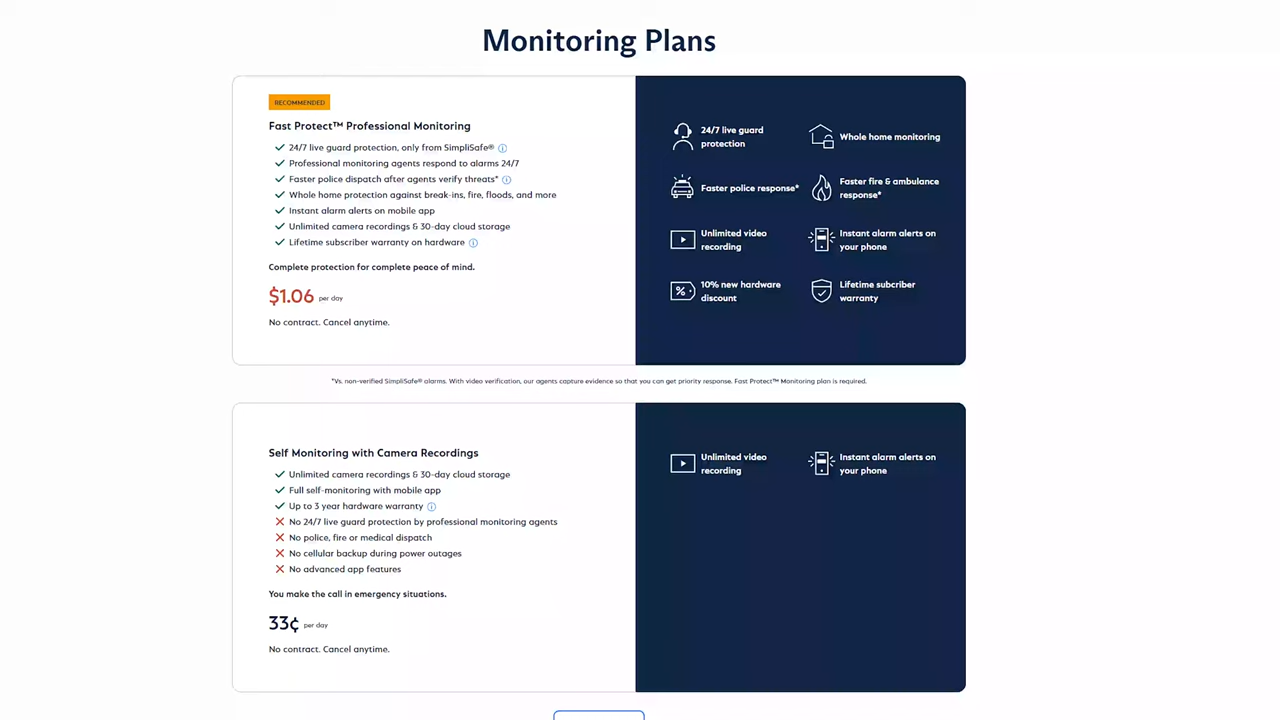 Monitoring Plans
RECOMMENDED
Fast Protect™ Professional Monitoring
24/7 live guard protection, only from SimpliSafe®
Professional monitoring agents respond to alarms 24/7
Faster police dispatch after agents verify threats*
Whole home protection against break-ins, fire, floods, and more
Instant alarm alerts on mobile app
Unlimited camera recordings & 30-day cloud storage
Lifetime subscriber warranty on hardware
Complete protection for complete peace of mind.
$1.06 per day
No contract. Cancel anytime.
24/7 live guard
protection
Whole home monitoring
Faster police response*
Faster fire & ambulance
response*
Unlimited video
recording
Instant alarm alerts on
your phone
10% new hardware
discount
Lifetime subcriber
warranty
*Vs. non-verified SimpliSafe® alarms. With video verification, our agents capture evidence so that you can get priority response. Fast Protect™ Monitoring plan is required.
Self Monitoring with Camera Recordings
Unlimited camera recordings & 30-day cloud storage
Full self-monitoring with mobile app
Up to 3 year hardware warranty
No 24/7 live guard protection by professional monitoring agents
No police, fire or medical dispatch
No cellular backup during power outages
No advanced app features
You make the call in emergency situations.
33¢ per day
No contract. Cancel anytime.
Unlimited video
recording
Instant alarm alerts on
your phone